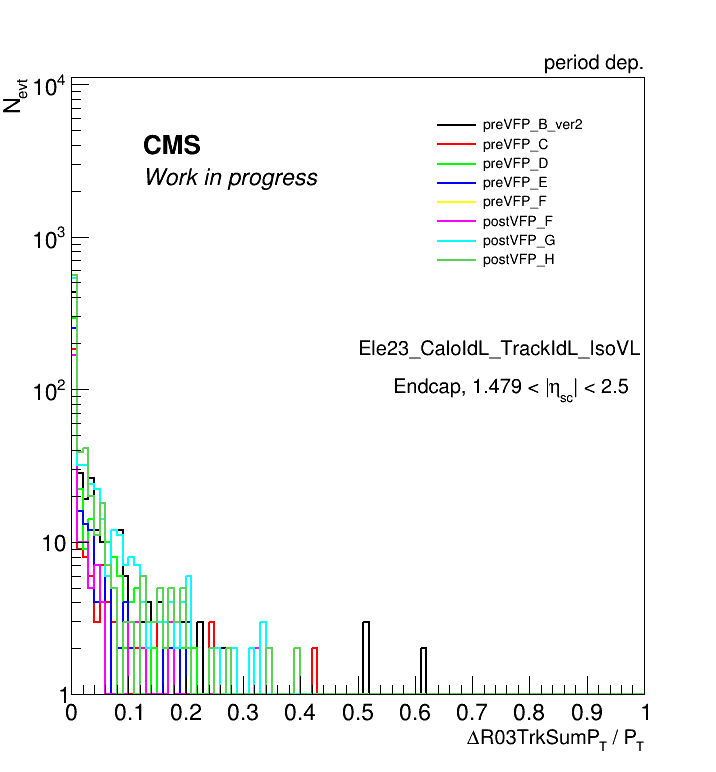 period dep.
N_evt
10^4
10^3
10^2
10
1
CMS
Work in progress
preVFP_B_ver2
preVFP_C
preVFP_D
preVFP_E
preVFP_F
postVFP_F
postVFP_G
postVFP_H
Ele23_CaloIdL_TrackIdL_IsoVL
Endcap, 1.479 < |η_sc| < 2.5
0 0.1 0.2 0.3 0.4 0.5 0.6 0.7 0.8 0.9 1
ΔR03TrkSumP_T / P_T